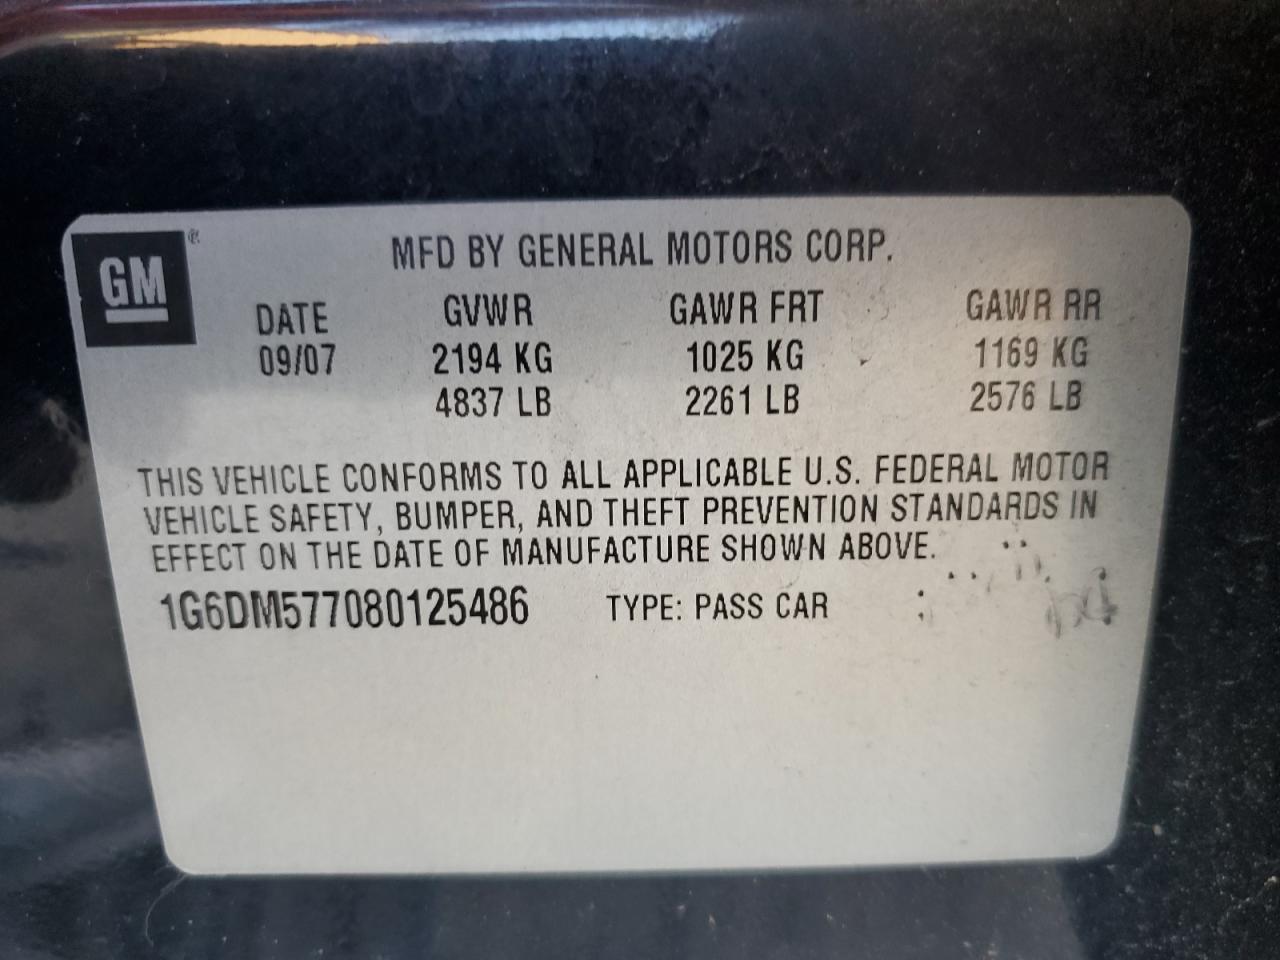 GM®
MFD BY GENERAL MOTORS CORP.
DATE GVWR GAWR FRT GAWR RR
09/07 2194 KG 1025 KG 1169 KG
4837 LB 2261 LB 2576 LB
THIS VEHICLE CONFORMS TO ALL APPLICABLE U.S. FEDERAL MOTOR
VEHICLE SAFETY, BUMPER, AND THEFT PREVENTION STANDARDS IN
EFFECT ON THE DATE OF MANUFACTURE SHOWN ABOVE.
1G6DM577080125486 TYPE: PASS CAR